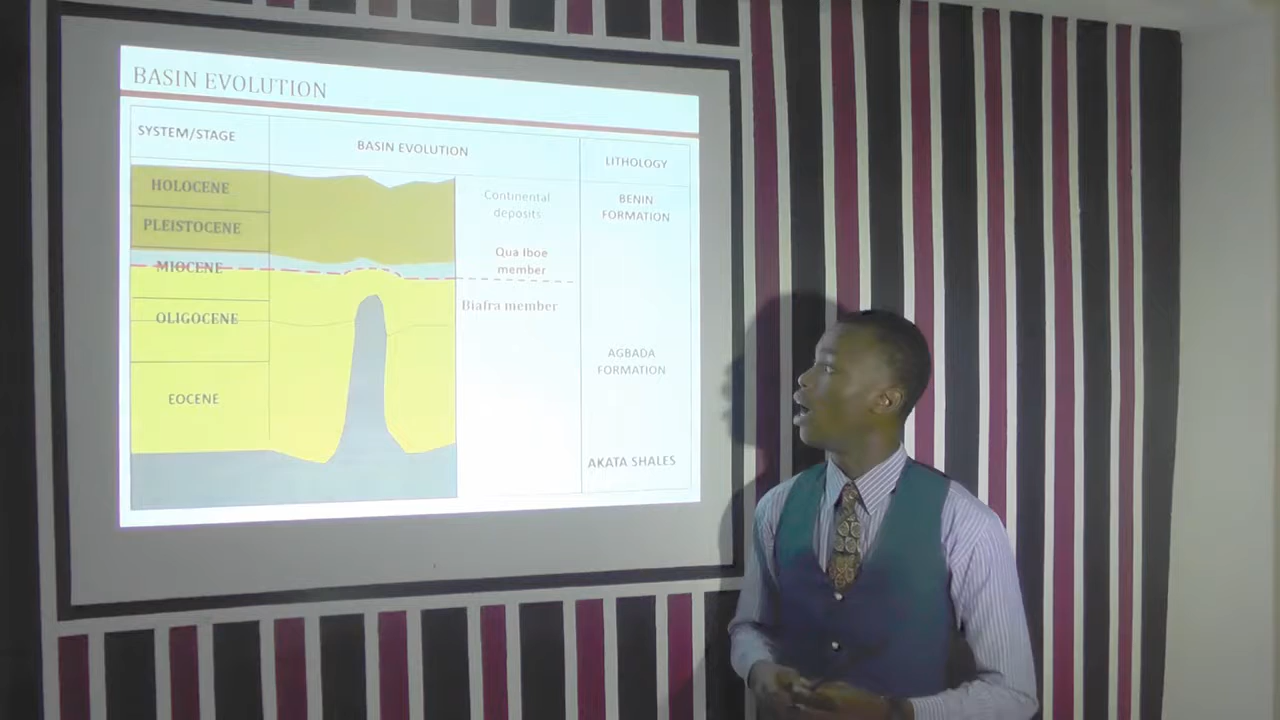 BASIN EVOLUTION
SYSTEM/STAGE
BASIN EVOLUTION
LITHOLOGY
HOLOCENE
Continental
deposits
BENIN
FORMATION
PLEISTOCENE
Qua Iboe
member
MIOCENE
Biafra member
OLIGOCENE
AGBADA
FORMATION
EOCENE
AKATA SHALES